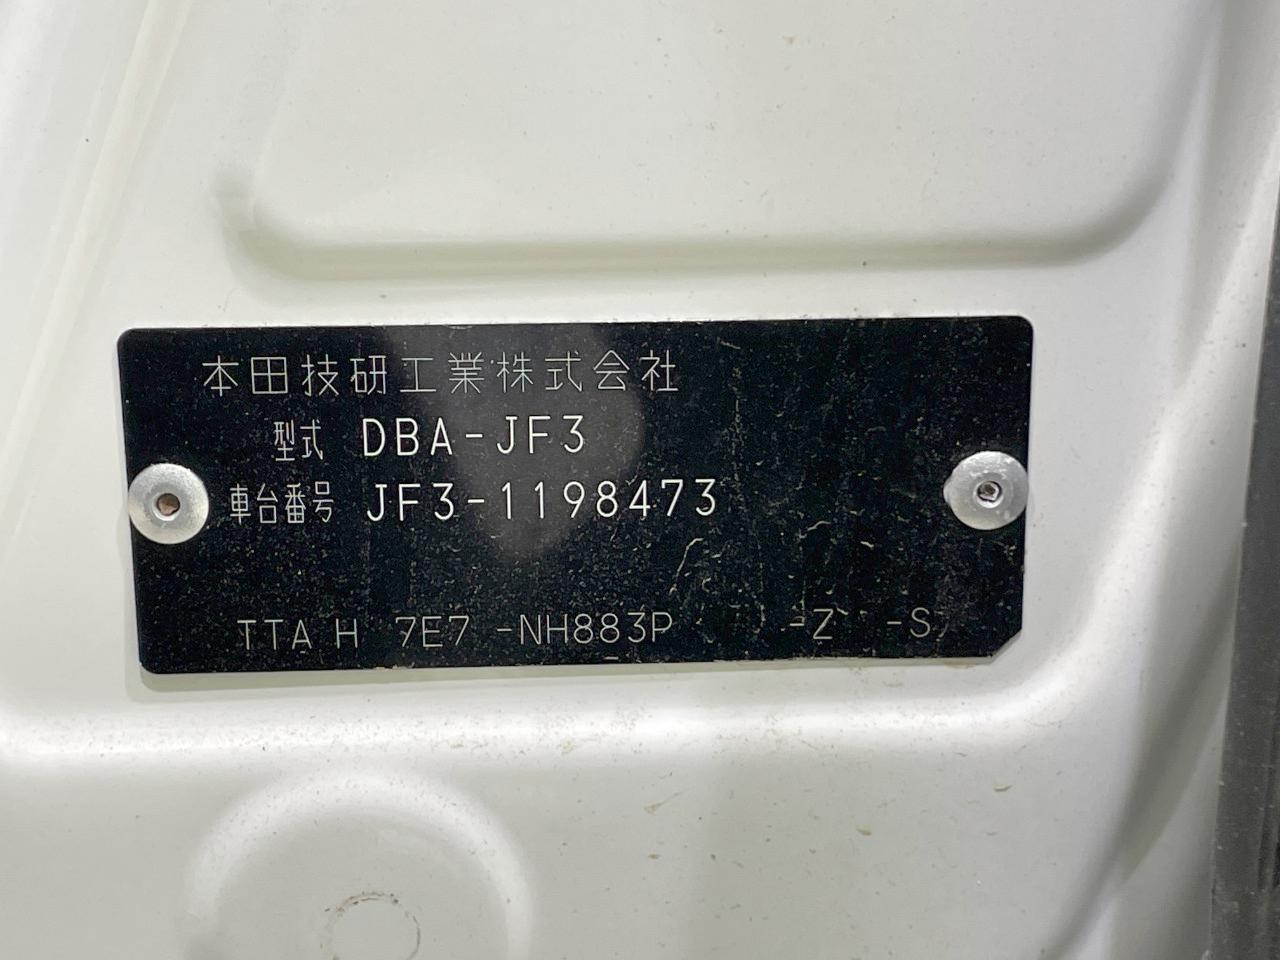 本田技研工業株式会社
型式 DBA-JF3
車台番号 JF3-1198473
TTA H 7E7 -NH883P -Z -S